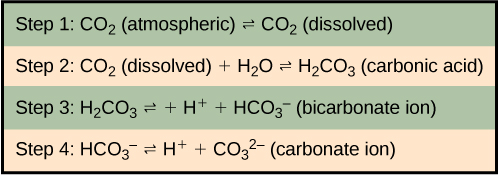 Step 1: CO₂ (atmospheric) ⇌ CO₂ (dissolved)
Step 2: CO₂ (dissolved) + H₂O ⇌ H₂CO₃ (carbonic acid)
Step 3: H₂CO₃ ⇌ + H⁺ + HCO₃⁻ (bicarbonate ion)
Step 4: HCO₃⁻ ⇌ H⁺ + CO₃²⁻ (carbonate ion)